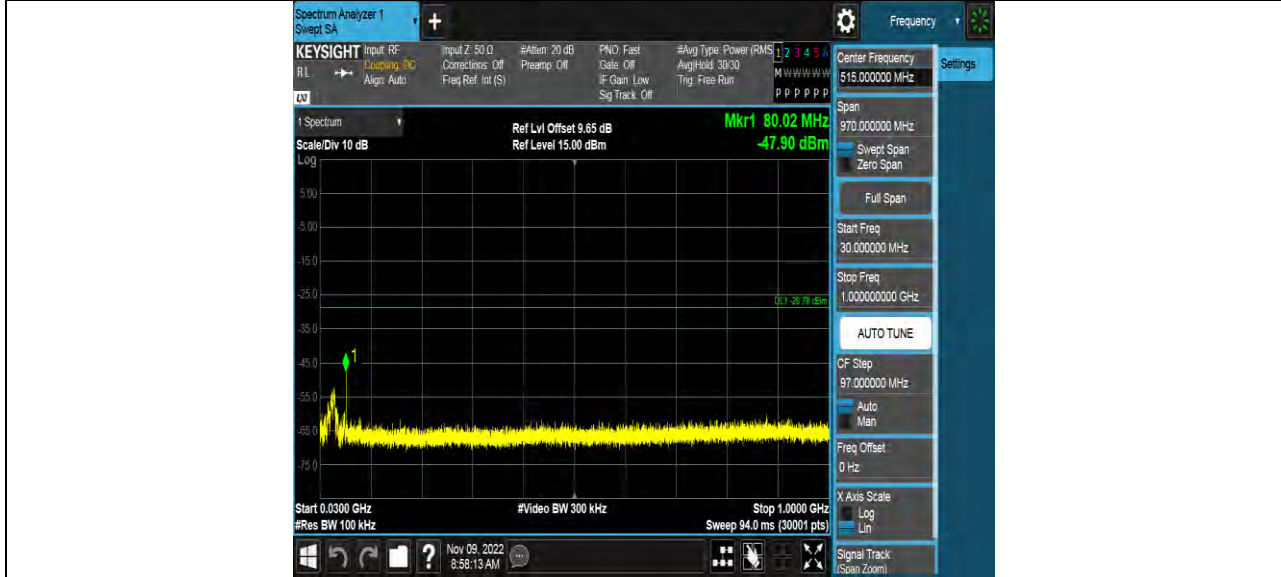 Spectrum Analyzer 1
Swept SA
Frequency
KEYSIGHT
RL
LXI
Input: RF
Coupling: DC
Align: Auto
Input Z: 50 Ω
Corrections: Off
Freq Ref: Int (S)
#Atten: 20 dB
Preamp: Off
PNO: Fast
Gate: Off
IF Gain: Low
Sig Track: Off
#Avg Type: Power (RMS
Avg|Hold: 30/30
Trig: Free Run
1 2 3 4 5 6
M W W W W W
P P P P P P
1 Spectrum
Scale/Div 10 dB
Ref Lvl Offset 9.65 dB
Ref Level 15.00 dBm
Mkr1 80.02 MHz
-47.90 dBm
Log
5.00
-5.00
-15.0
-25.0
-35.0
-45.0
-55.0
-65.0
-75.0
1
Start 0.0300 GHz
#Res BW 100 kHz
#Video BW 300 kHz
Stop 1.0000 GHz
Sweep 94.0 ms (30001 pts)
?
Nov 09, 2022
8:58:13 AM
Settings
Center Frequency
515.000000 MHz
Span
970.000000 MHz
Swept Span
Zero Span
Full Span
Start Freq
30.000000 MHz
Stop Freq
1.000000000 GHz
AUTO TUNE
CF Step
97.000000 MHz
Auto
Man
Freq Offset
0 Hz
X Axis Scale
Log
Lin
Signal Track
(Span Zoom)